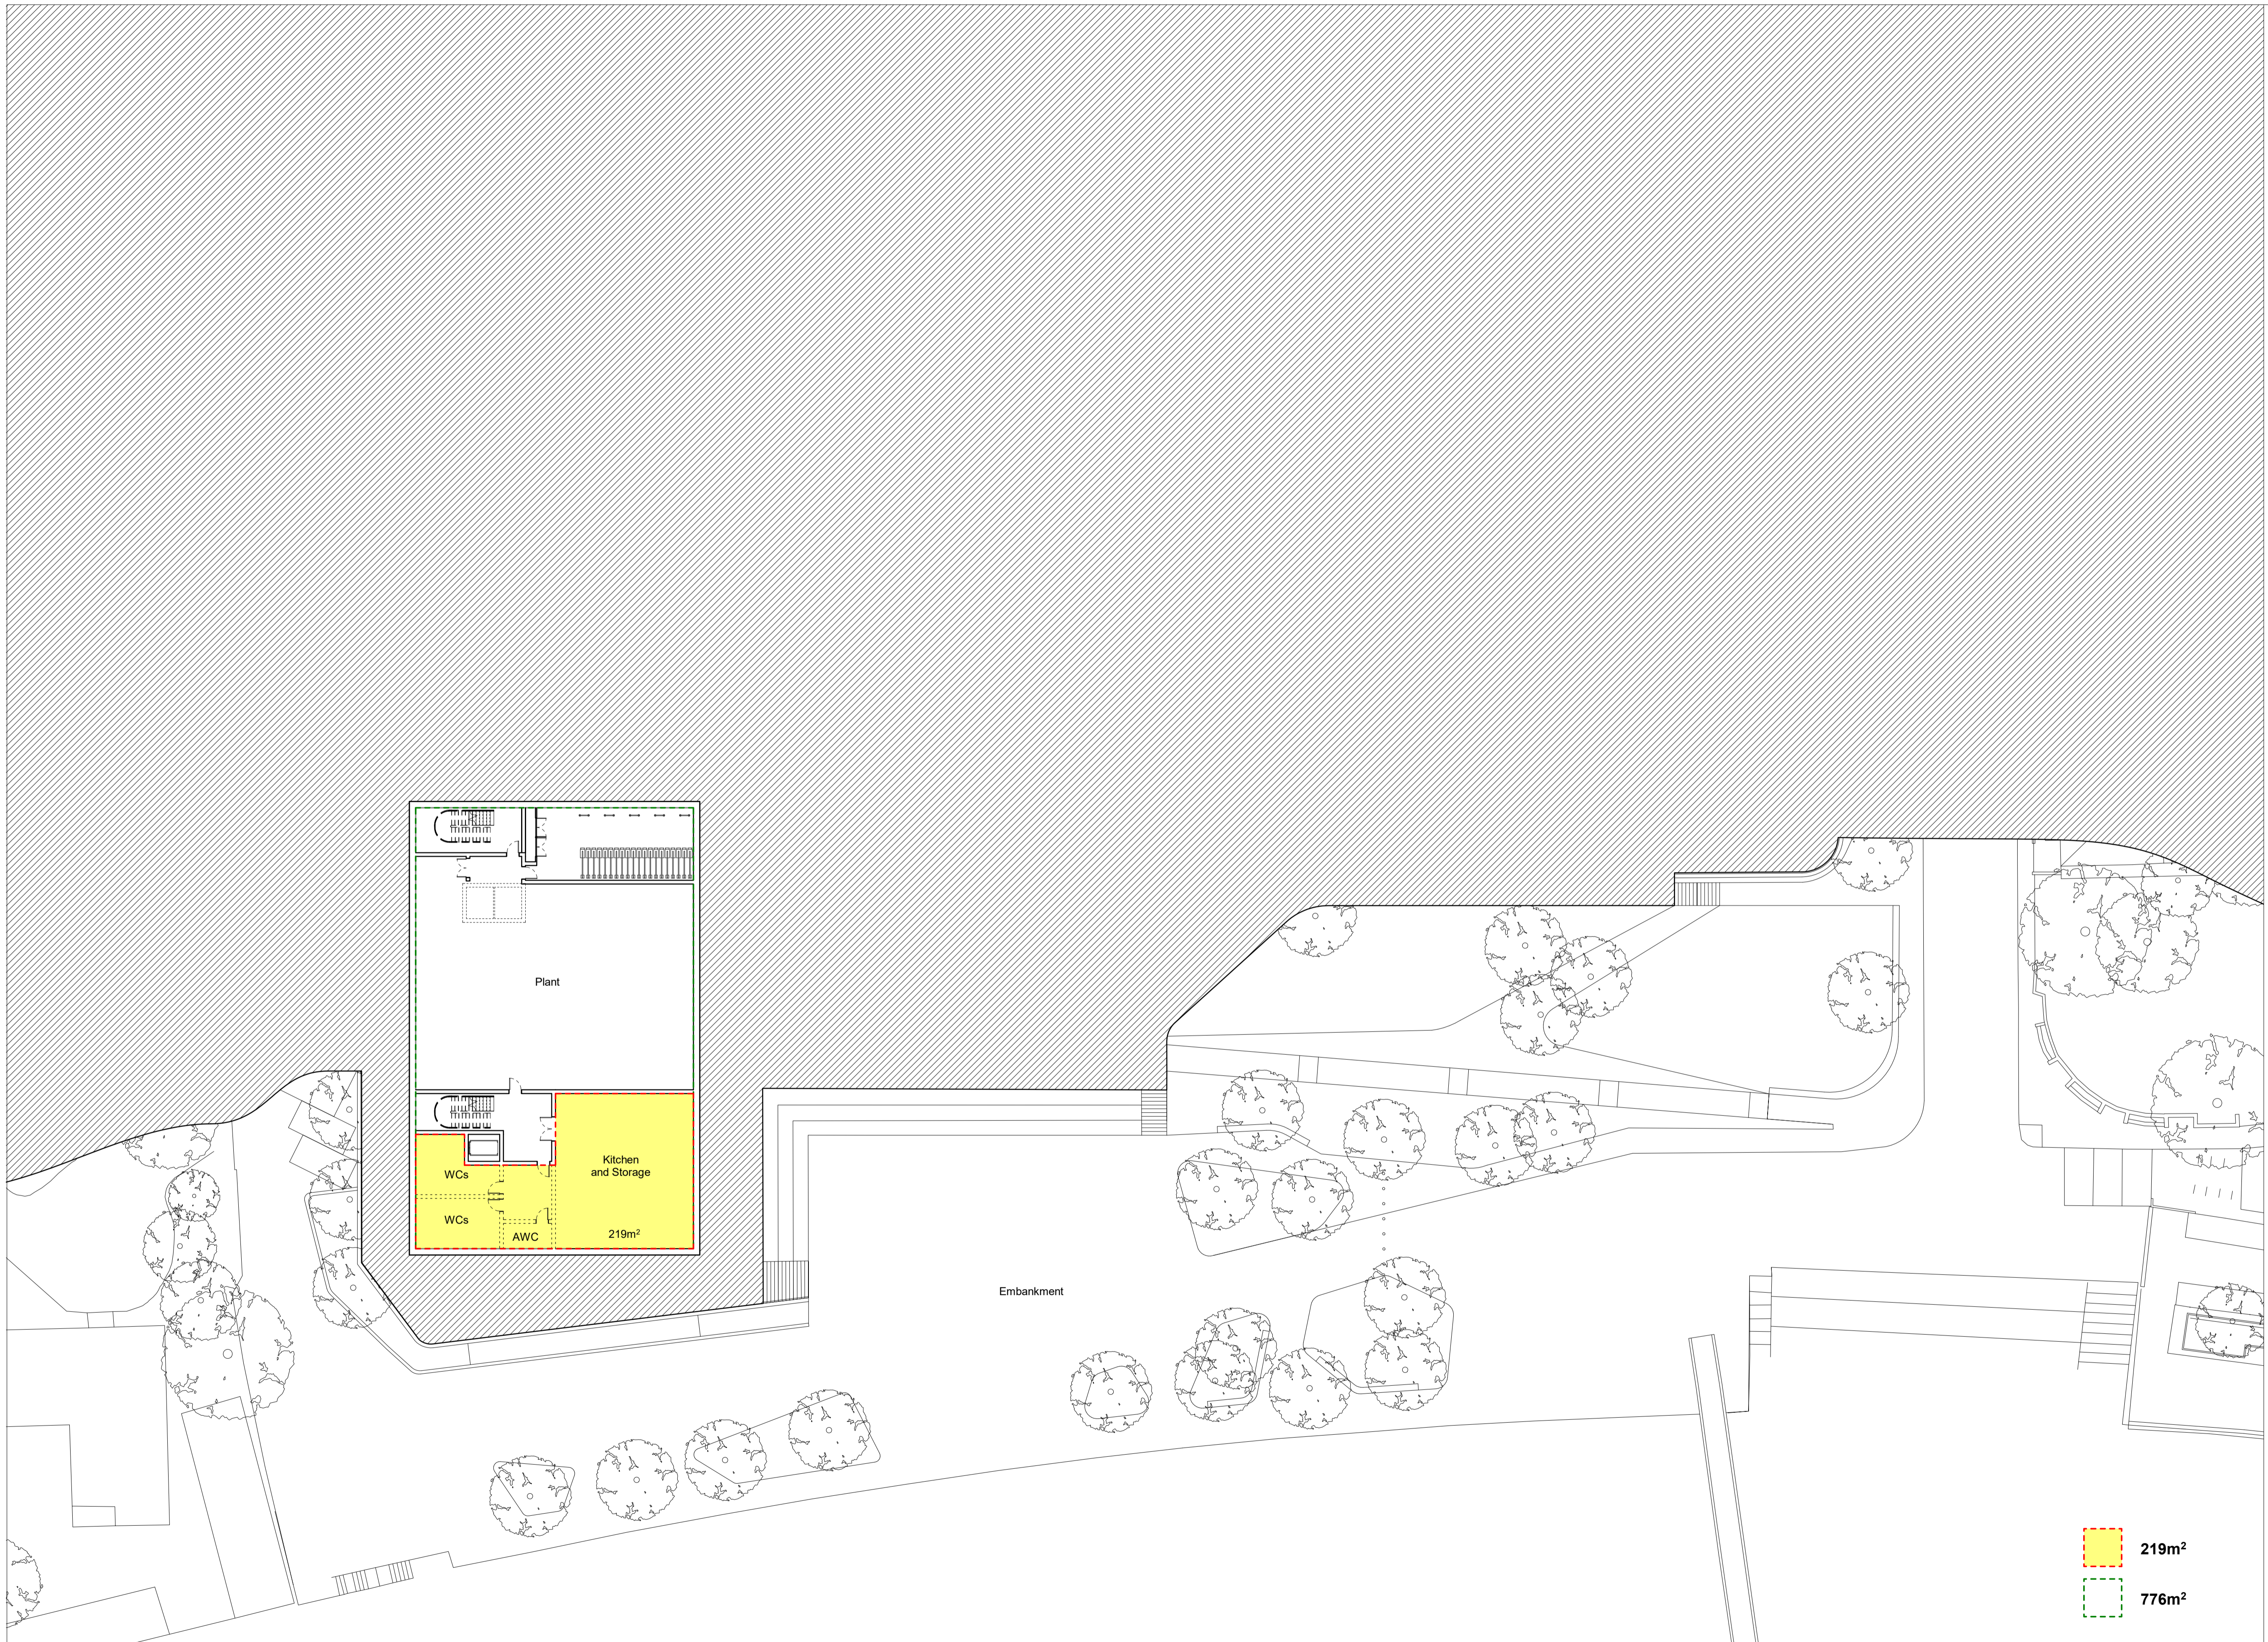 Plant
Kitchen
and Storage
WCs
WCs
AWC
219m²
Embankment
219m²
776m²